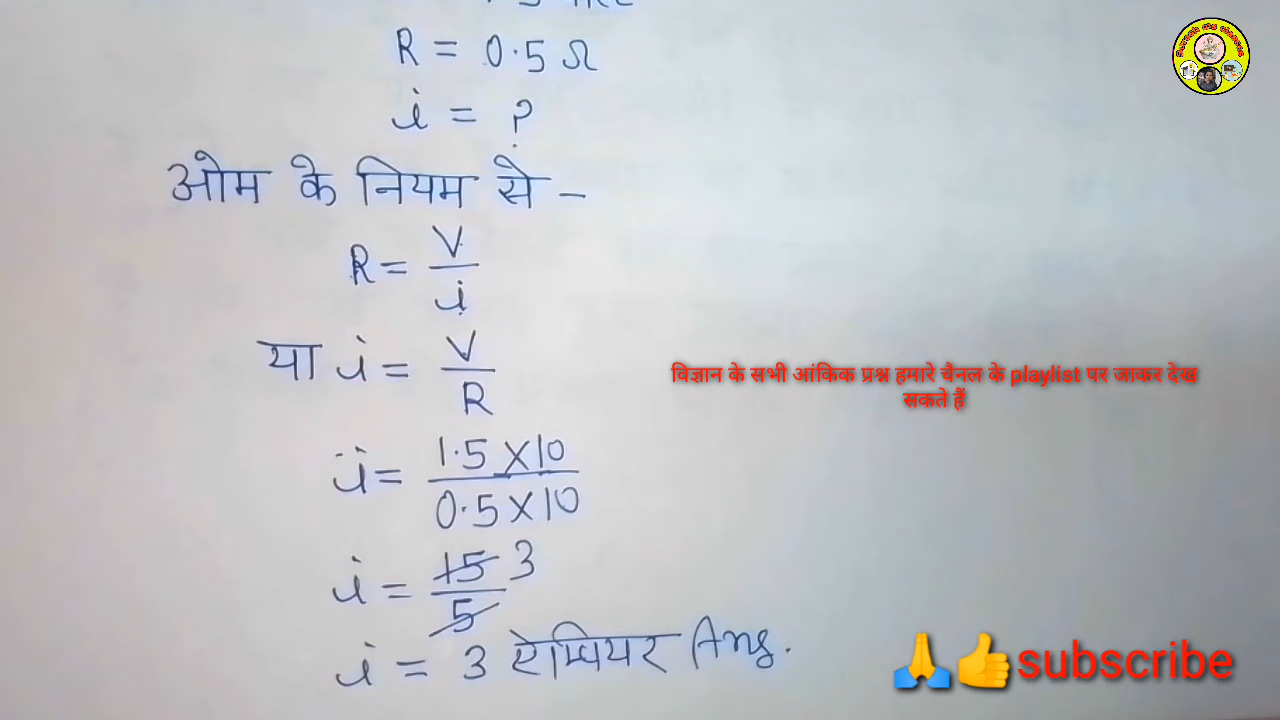 R = 0.5 Ω
i = ?
ओम के नियम से -
R = V/i
या i = V/R
i = 1.5 × 10 / 0.5 × 10
i = 15/5 3
i = 3 ऐम्पियर Ans.
विज्ञान के सभी आंकिक प्रश्न हमारे चैनल के playlist पर जाकर देख
सकते हैं
subscribe